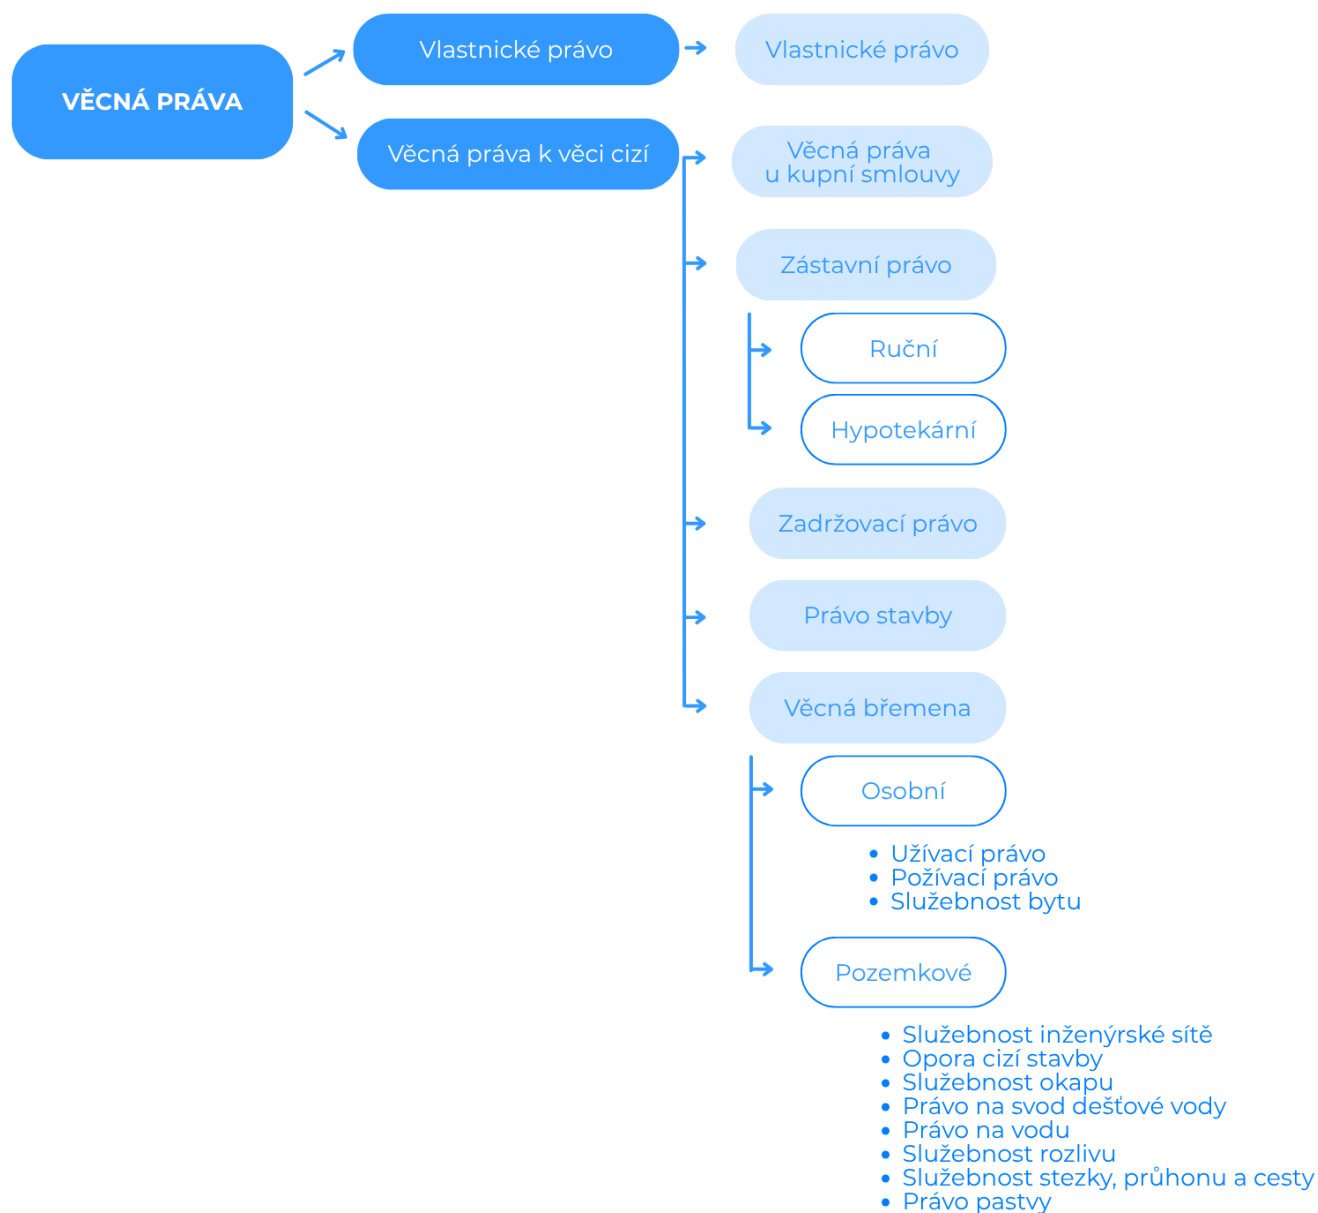 VĚCNÁ PRÁVA
Vlastnické právo
Vlastnické právo
Věcná práva k věci cizí
Věcná práva
u kupní smlouvy
Zástavní právo
Ruční
Hypotekární
Zadržovací právo
Právo stavby
Věcná břemena
Osobní
Užívací právo
Požívací právo
Služebnost bytu
Pozemkové
Služebnost inženýrské sítě
Opora cizí stavby
Služebnost okapu
Právo na svod dešťové vody
Právo na vodu
Služebnost rozlivu
Služebnost stezky, průhonu a cesty
Právo pastvy